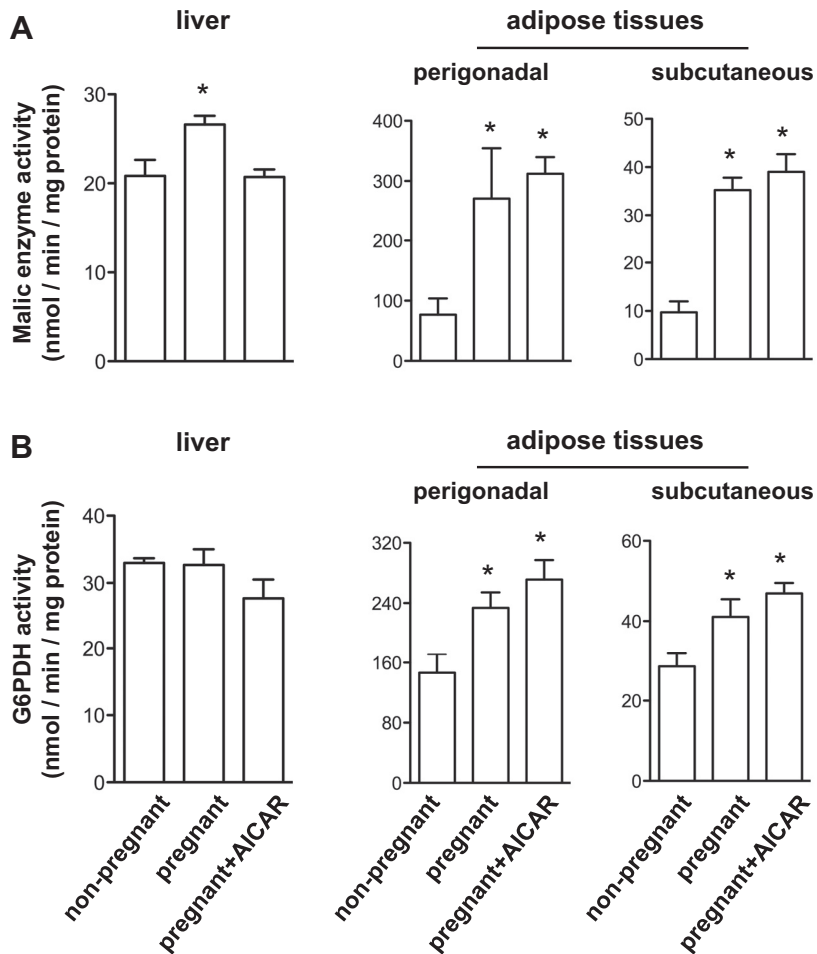 A
liver
adipose tissues
perigonadal
subcutaneous
Malic enzyme activity
(nmol / min / mg protein)
30
20
10
0
*
400
300
200
100
0
*
*
50
40
30
20
10
0
*
*
B
liver
adipose tissues
perigonadal
subcutaneous
G6PDH activity
(nmol / min / mg protein)
40
30
20
10
0
320
240
160
80
0
*
*
60
40
20
0
*
*
non-pregnant
pregnant
pregnant+AICAR
non-pregnant
pregnant
pregnant+AICAR
non-pregnant
pregnant
pregnant+AICAR